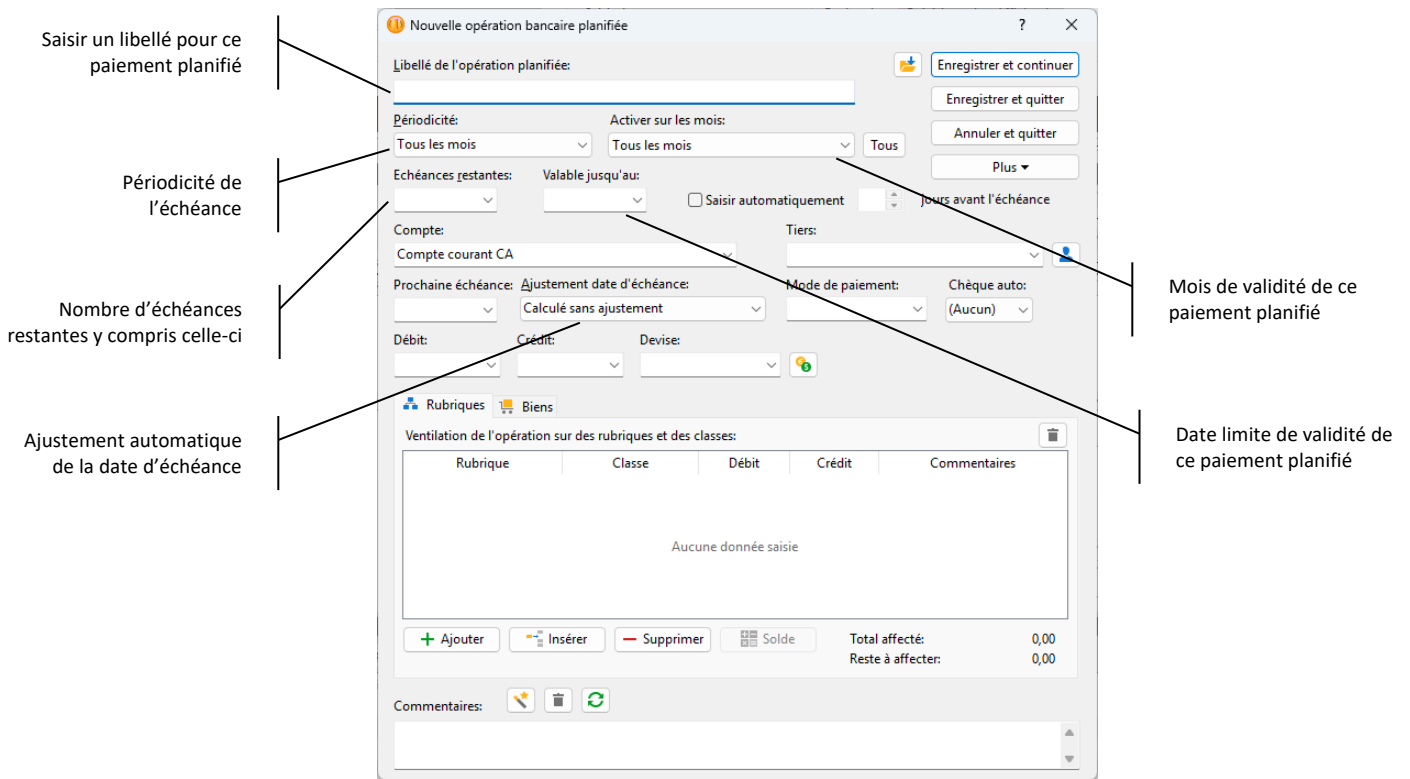 Nouvelle opération bancaire planifiée
?
Saisir un libellé pour ce
paiement planifié
Libellé de l'opération planifiée:
Enregistrer et continuer
Enregistrer et quitter
Annuler et quitter
Plus
Périodicité:
Activer sur les mois:
Tous les mois
Tous les mois
Tous
Périodicité de
l'échéance
Echéances restantes:
Valable jusqu'au:
Saisir automatiquement
jours avant l'échéance
Compte:
Tiers:
Compte courant CA
Nombre d’échéances
restantes y compris celle-ci
Prochaine échéance:
Ajustement date d'échéance:
Mode de paiement:
Chèque auto:
Calculé sans ajustement
(Aucun)
Mois de validité de ce
paiement planifié
Débit:
Crédit:
Devise:
Rubriques
Biens
Ajustement automatique
de la date d’échéance
Ventilation de l'opération sur des rubriques et des classes:
Date limite de validité de
ce paiement planifié
Rubrique
Classe
Débit
Crédit
Commentaires
Aucune donnée saisie
Ajouter
Insérer
Supprimer
Solde
Total affecté:
0,00
Reste à affecter:
0,00
Commentaires: